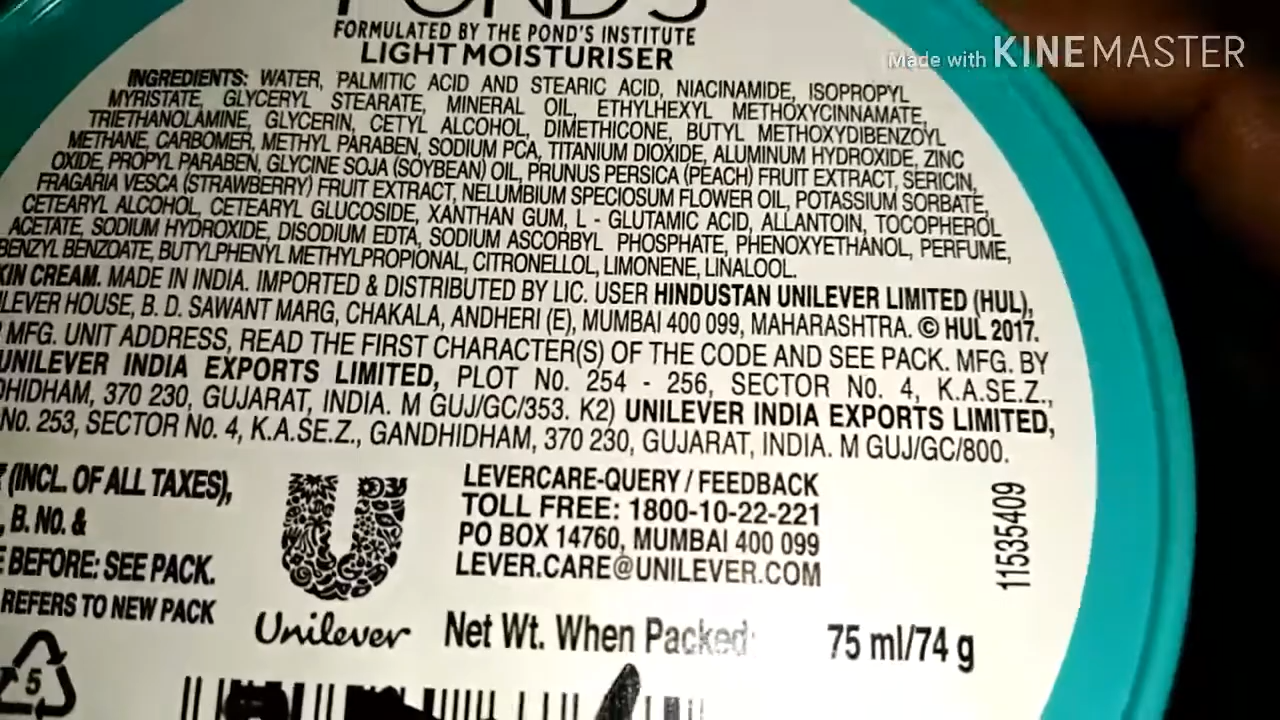 POND'S
FORMULATED BY THE POND'S INSTITUTE
LIGHT MOISTURISER
Made with KINEMASTER
INGREDIENTS: WATER, PALMITIC ACID AND STEARIC ACID, NIACINAMIDE, ISOPROPYL
MYRISTATE, GLYCERYL STEARATE, MINERAL OIL, ETHYLHEXYL METHOXYCINNAMATE,
TRIETHANOLAMINE, GLYCERIN, CETYL ALCOHOL, DIMETHICONE, BUTYL METHOXYDIBENZOYL
METHANE, CARBOMER, METHYL PARABEN, SODIUM PCA, TITANIUM DIOXIDE, ALUMINUM HYDROXIDE, ZINC
OXIDE, PROPYL PARABEN, GLYCINE SOJA (SOYBEAN) OIL, PRUNUS PERSICA (PEACH) FRUIT EXTRACT, SERICIN,
FRAGARIA VESCA (STRAWBERRY) FRUIT EXTRACT, NELUMBIUM SPECIOSUM FLOWER OIL, POTASSIUM SORBATE,
CETEARYL ALCOHOL, CETEARYL GLUCOSIDE, XANTHAN GUM, L - GLUTAMIC ACID, ALLANTOIN, TOCOPHEROL
ACETATE, SODIUM HYDROXIDE, DISODIUM EDTA, SODIUM ASCORBYL PHOSPHATE, PHENOXYETHANOL, PERFUME,
BENZYL BENZOATE, BUTYLPHENYL METHYLPROPIONAL, CITRONELLOL, LIMONENE, LINALOOL.
KIN CREAM. MADE IN INDIA. IMPORTED & DISTRIBUTED BY LIC. USER HINDUSTAN UNILEVER LIMITED (HUL),
ILEVER HOUSE, B. D. SAWANT MARG, CHAKALA, ANDHERI (E), MUMBAI 400 099, MAHARASHTRA. © HUL 2017.
MFG. UNIT ADDRESS, READ THE FIRST CHARACTER(S) OF THE CODE AND SEE PACK. MFG. BY
UNILEVER INDIA EXPORTS LIMITED, PLOT No. 254 - 256, SECTOR No. 4, K.A.SE.Z.,
DHIDHAM, 370 230, GUJARAT, INDIA. M GUJ/GC/353. K2) UNILEVER INDIA EXPORTS LIMITED,
No. 253, SECTOR No. 4, K.A.SE.Z., GANDHIDHAM, 370 230, GUJARAT, INDIA. M GUJ/GC/800.
(INCL. OF ALL TAXES),
, B. NO. &
E BEFORE: SEE PACK.
REFERS TO NEW PACK
5
Unilever
LEVERCARE-QUERY / FEEDBACK
TOLL FREE: 1800-10-22-221
PO BOX 14760, MUMBAI 400 099
LEVER.CARE@UNILEVER.COM
Net Wt. When Packed: 75 ml/74 g
11535409